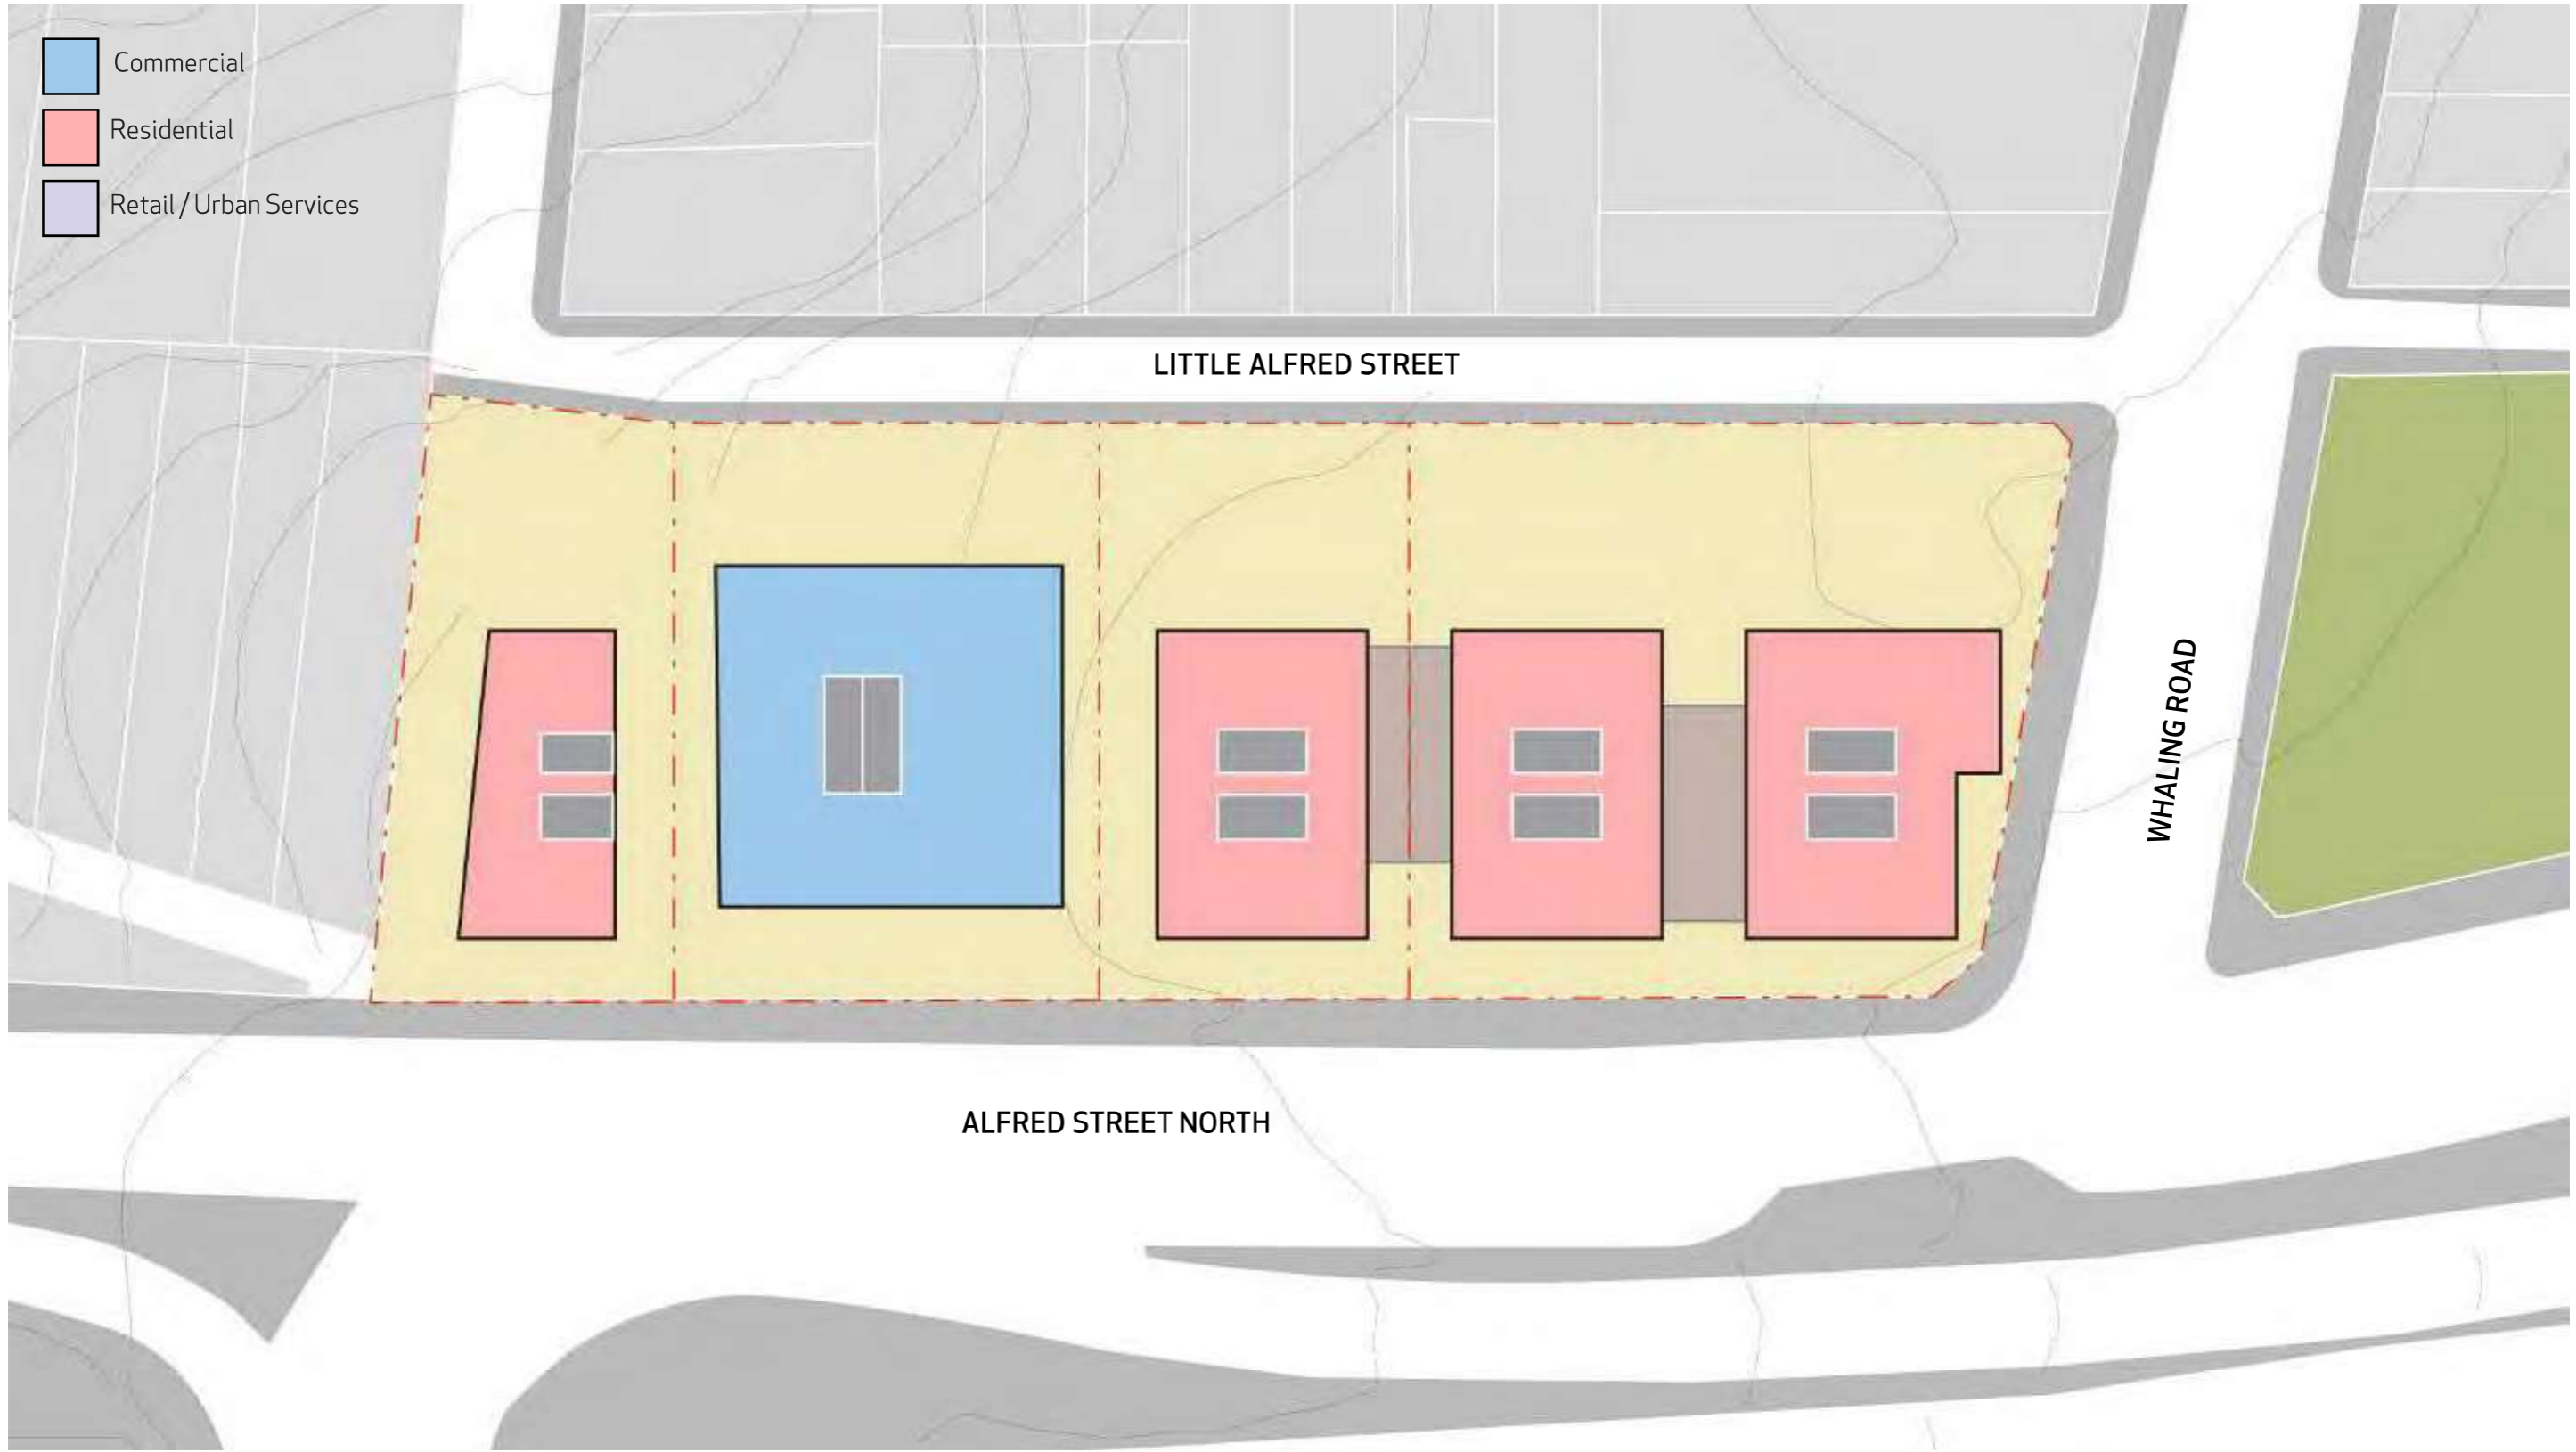 Commercial
Residential
Retail / Urban Services
LITTLE ALFRED STREET
WHALING ROAD
ALFRED STREET NORTH